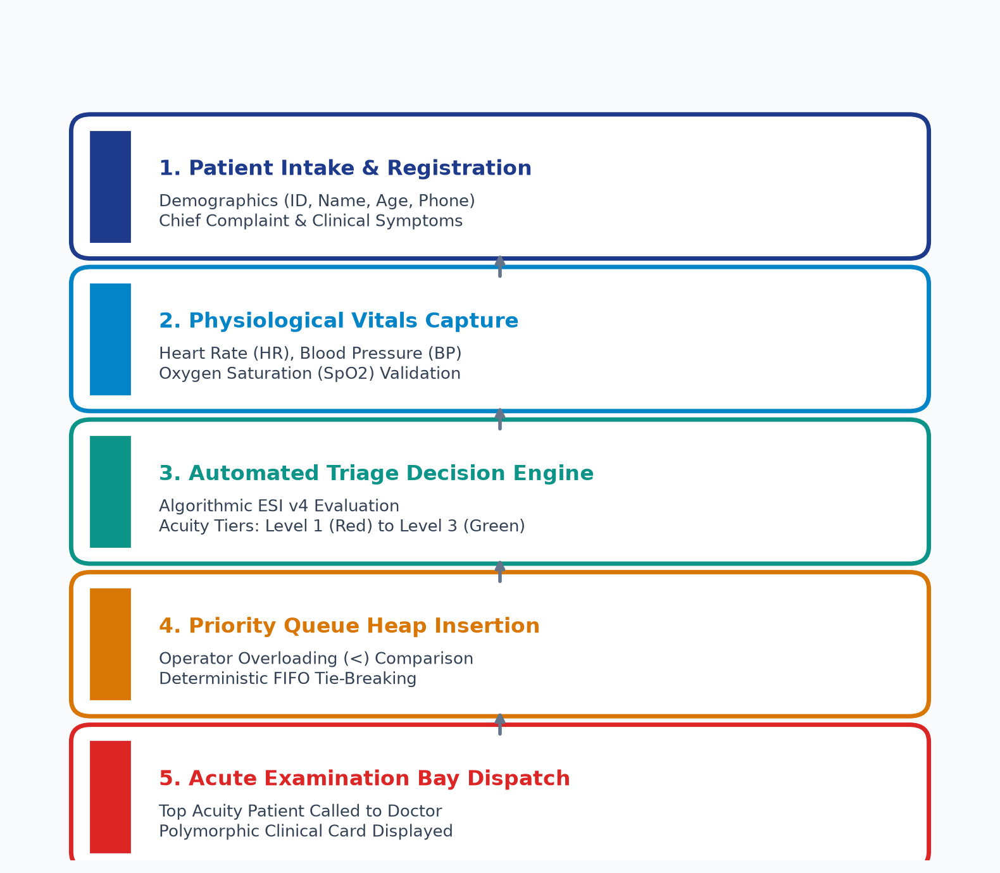 1. Patient Intake & Registration
Demographics (ID, Name, Age, Phone)
Chief Complaint & Clinical Symptoms
2. Physiological Vitals Capture
Heart Rate (HR), Blood Pressure (BP)
Oxygen Saturation (SpO2) Validation
3. Automated Triage Decision Engine
Algorithmic ESI v4 Evaluation
Acuity Tiers: Level 1 (Red) to Level 3 (Green)
4. Priority Queue Heap Insertion
Operator Overloading (<) Comparison
Deterministic FIFO Tie-Breaking
5. Acute Examination Bay Dispatch
Top Acuity Patient Called to Doctor
Polymorphic Clinical Card Displayed